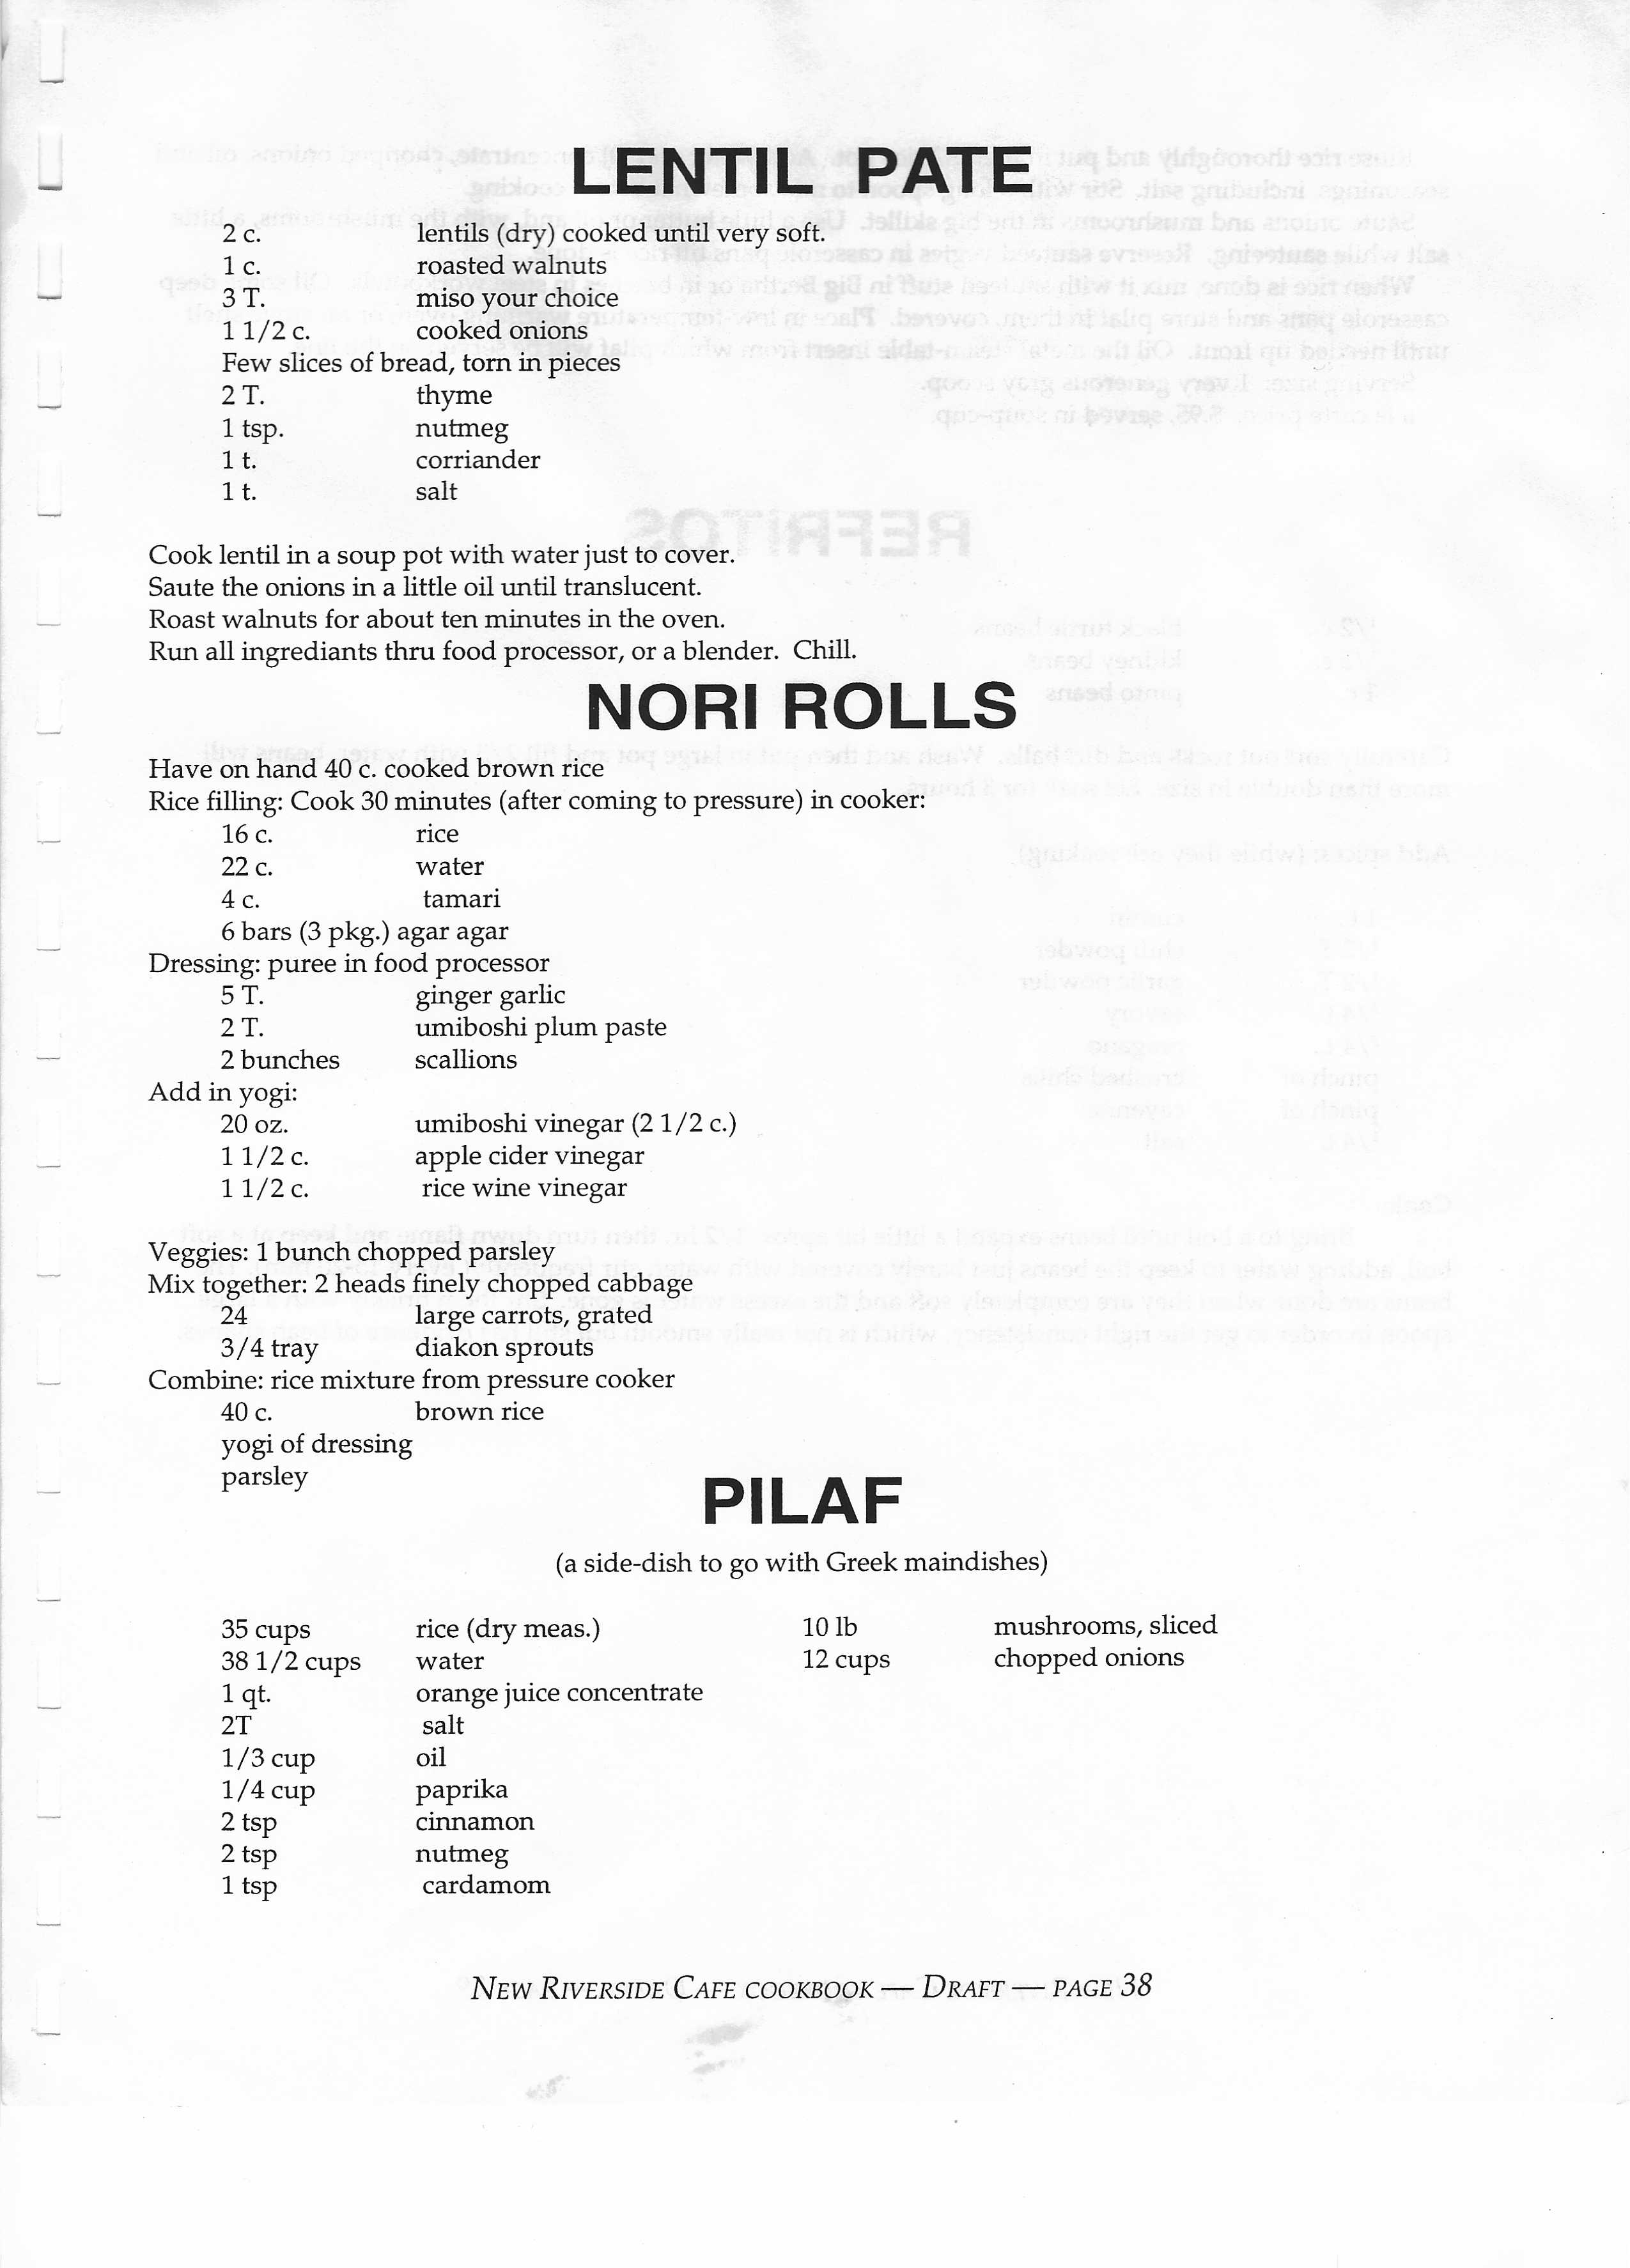 LENTIL PATE
2 c. lentils (dry) cooked until very soft.
1 c. roasted walnuts
3 T. miso your choice
1 1/2 c. cooked onions
Few slices of bread, torn in pieces
2 T. thyme
1 tsp. nutmeg
1 t. corriander
1 t. salt
Cook lentil in a soup pot with water just to cover.
Saute the onions in a little oil until translucent.
Roast walnuts for about ten minutes in the oven.
Run all ingrediants thru food processor, or a blender. Chill.
NORI ROLLS
Have on hand 40 c. cooked brown rice
Rice filling: Cook 30 minutes (after coming to pressure) in cooker:
16 c. rice
22 c. water
4 c. tamari
6 bars (3 pkg.) agar agar
Dressing: puree in food processor
5 T. ginger garlic
2 T. umiboshi plum paste
2 bunches scallions
Add in yogi:
20 oz. umiboshi vinegar (2 1/2 c.)
1 1/2 c. apple cider vinegar
1 1/2 c. rice wine vinegar
Veggies: 1 bunch chopped parsley
Mix together: 2 heads finely chopped cabbage
24 large carrots, grated
3/4 tray diakon sprouts
Combine: rice mixture from pressure cooker
40 c. brown rice
yogi of dressing
parsley
PILAF
(a side-dish to go with Greek maindishes)
35 cups rice (dry meas.) 10 lb mushrooms, sliced
38 1/2 cups water 12 cups chopped onions
1 qt. orange juice concentrate
2T salt
1/3 cup oil
1/4 cup paprika
2 tsp cinnamon
2 tsp nutmeg
1 tsp cardamom
NEW RIVERSIDE CAFE COOKBOOK — DRAFT — PAGE 38